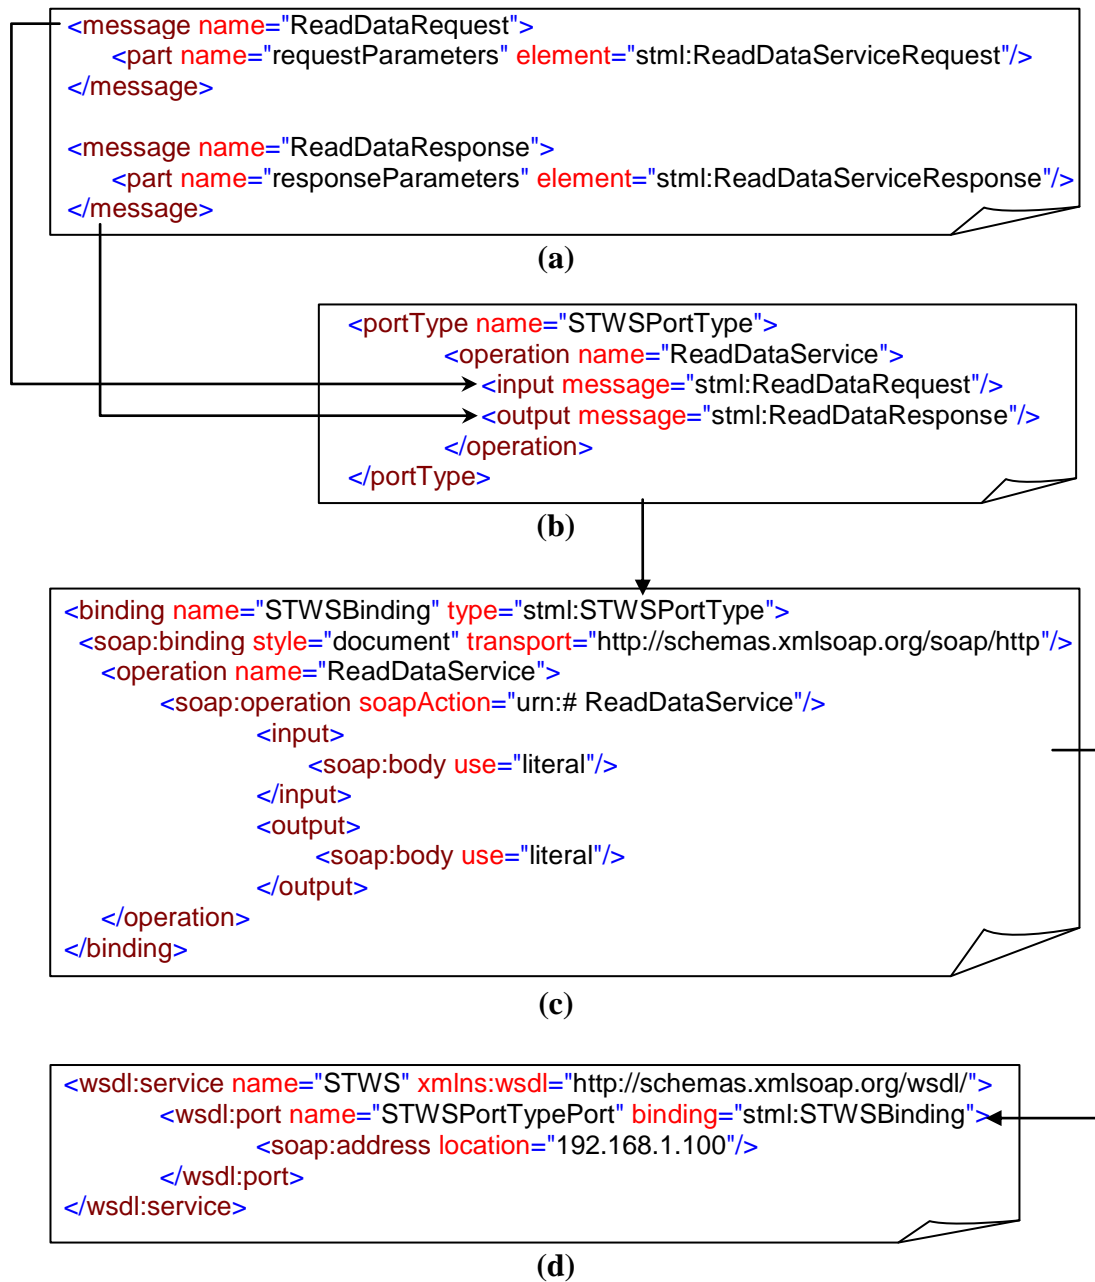 <message name="ReadDataRequest">
<part name="requestParameters" element="stml:ReadDataServiceRequest"/>
</message>
<message name="ReadDataResponse">
<part name="responseParameters" element="stml:ReadDataServiceResponse"/>
</message>
(a)
<portType name="STWSPortType">
<operation name="ReadDataService">
<input message="stml:ReadDataRequest"/>
<output message="stml:ReadDataResponse"/>
</operation>
</portType>
(b)
<binding name="STWSBinding" type="stml:STWSPortType">
<soap:binding style="document" transport="http://schemas.xmlsoap.org/soap/http"/>
<operation name="ReadDataService">
<soap:operation soapAction="urn:# ReadDataService"/>
<input>
<soap:body use="literal"/>
</input>
<output>
<soap:body use="literal"/>
</output>
</operation>
</binding>
(c)
<wsdl:service name="STWS" xmlns:wsdl="http://schemas.xmlsoap.org/wsdl/">
<wsdl:port name="STWSPortTypePort" binding="stml:STWSBinding">
<soap:address location="192.168.1.100"/>
</wsdl:port>
</wsdl:service>
(d)